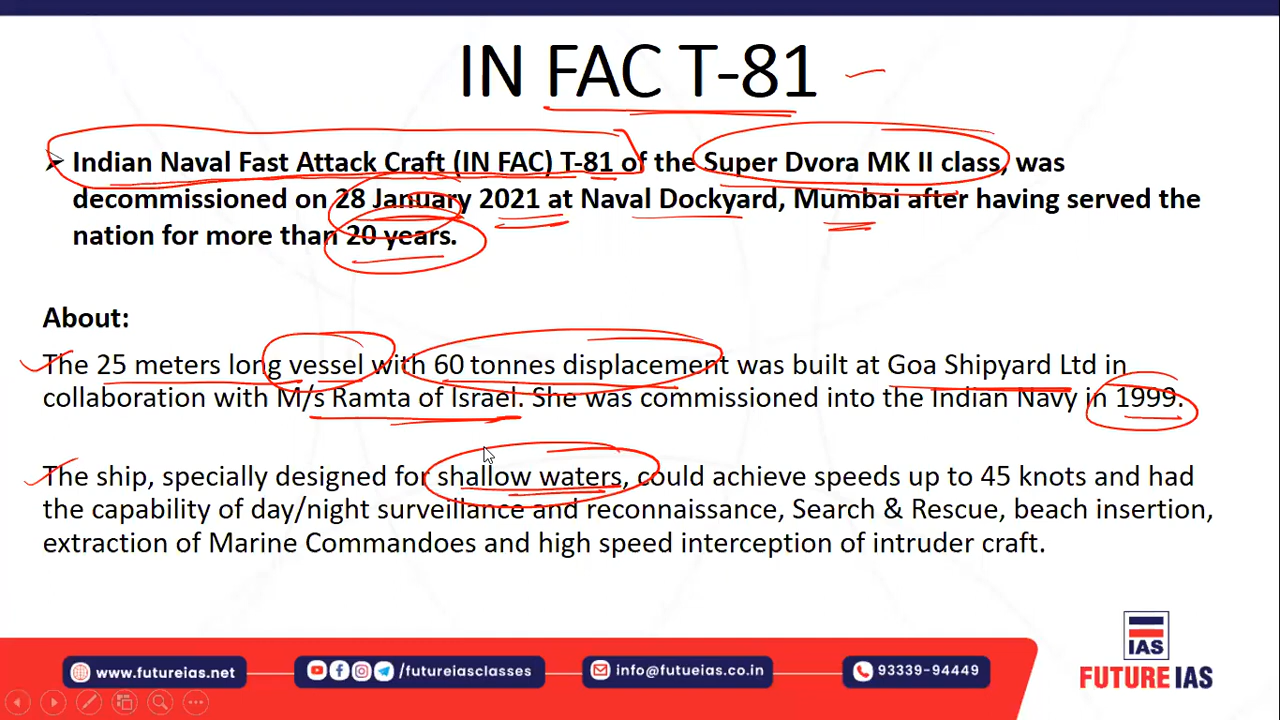 IN FAC T-81
➤ Indian Naval Fast Attack Craft (IN FAC) T-81 of the Super Dvora MK II class, was
decommissioned on 28 January 2021 at Naval Dockyard, Mumbai after having served the
nation for more than 20 years.
About:
The 25 meters long vessel with 60 tonnes displacement was built at Goa Shipyard Ltd in
collaboration with M/s Ramta of Israel. She was commissioned into the Indian Navy in 1999.
The ship, specially designed for shallow waters, could achieve speeds up to 45 knots and had
the capability of day/night surveillance and reconnaissance, Search & Rescue, beach insertion,
extraction of Marine Commandoes and high speed interception of intruder craft.
www.futureias.net
/futureiasclasses
info@futueias.co.in
93339-94449
IAS
FUTURE IAS